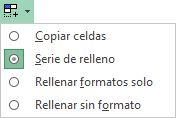 Copiar celdas
Serie de relleno
Rellenar formatos solo
Rellenar sin formato